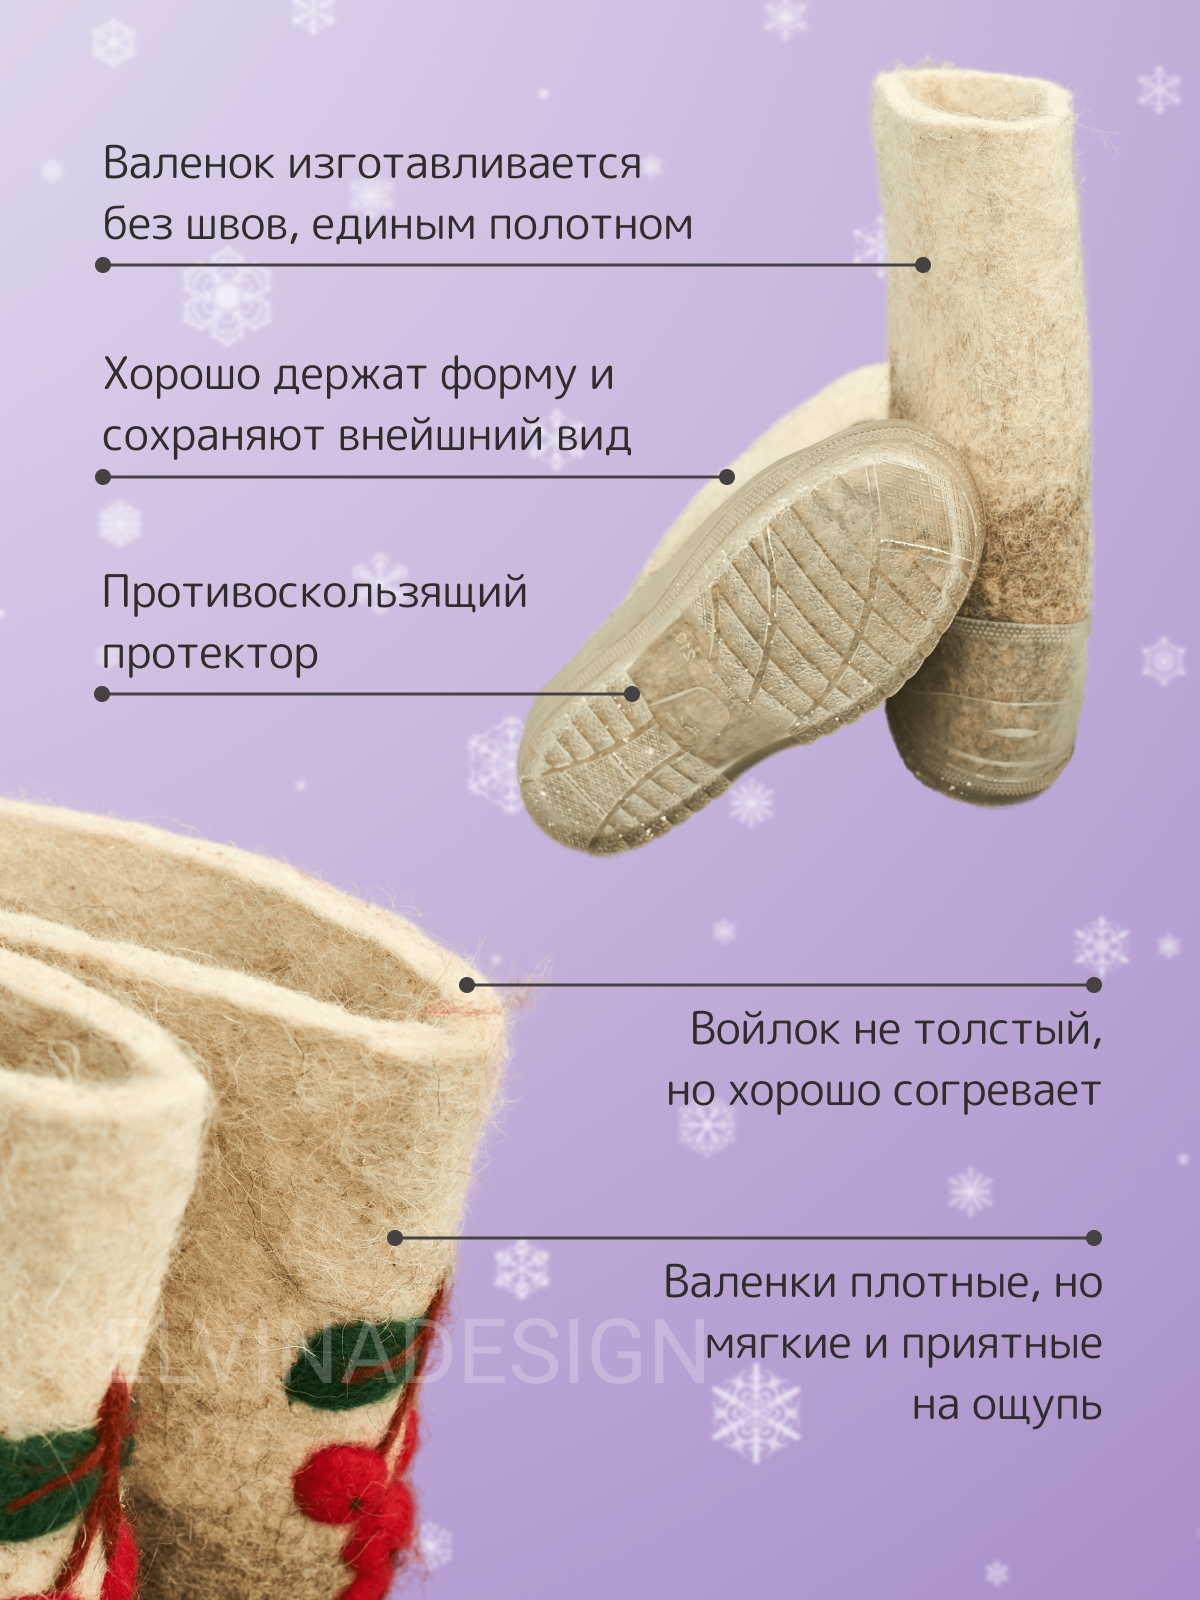 Валенок изготавливается
без швов, единым полотном
Хорошо держат форму и
сохраняют внейшний вид
Противоскользящий
протектор
Войлок не толстый,
но хорошо согревает
Валенки плотные, но
мягкие и приятные
на ощупь
ELVINADESIGN